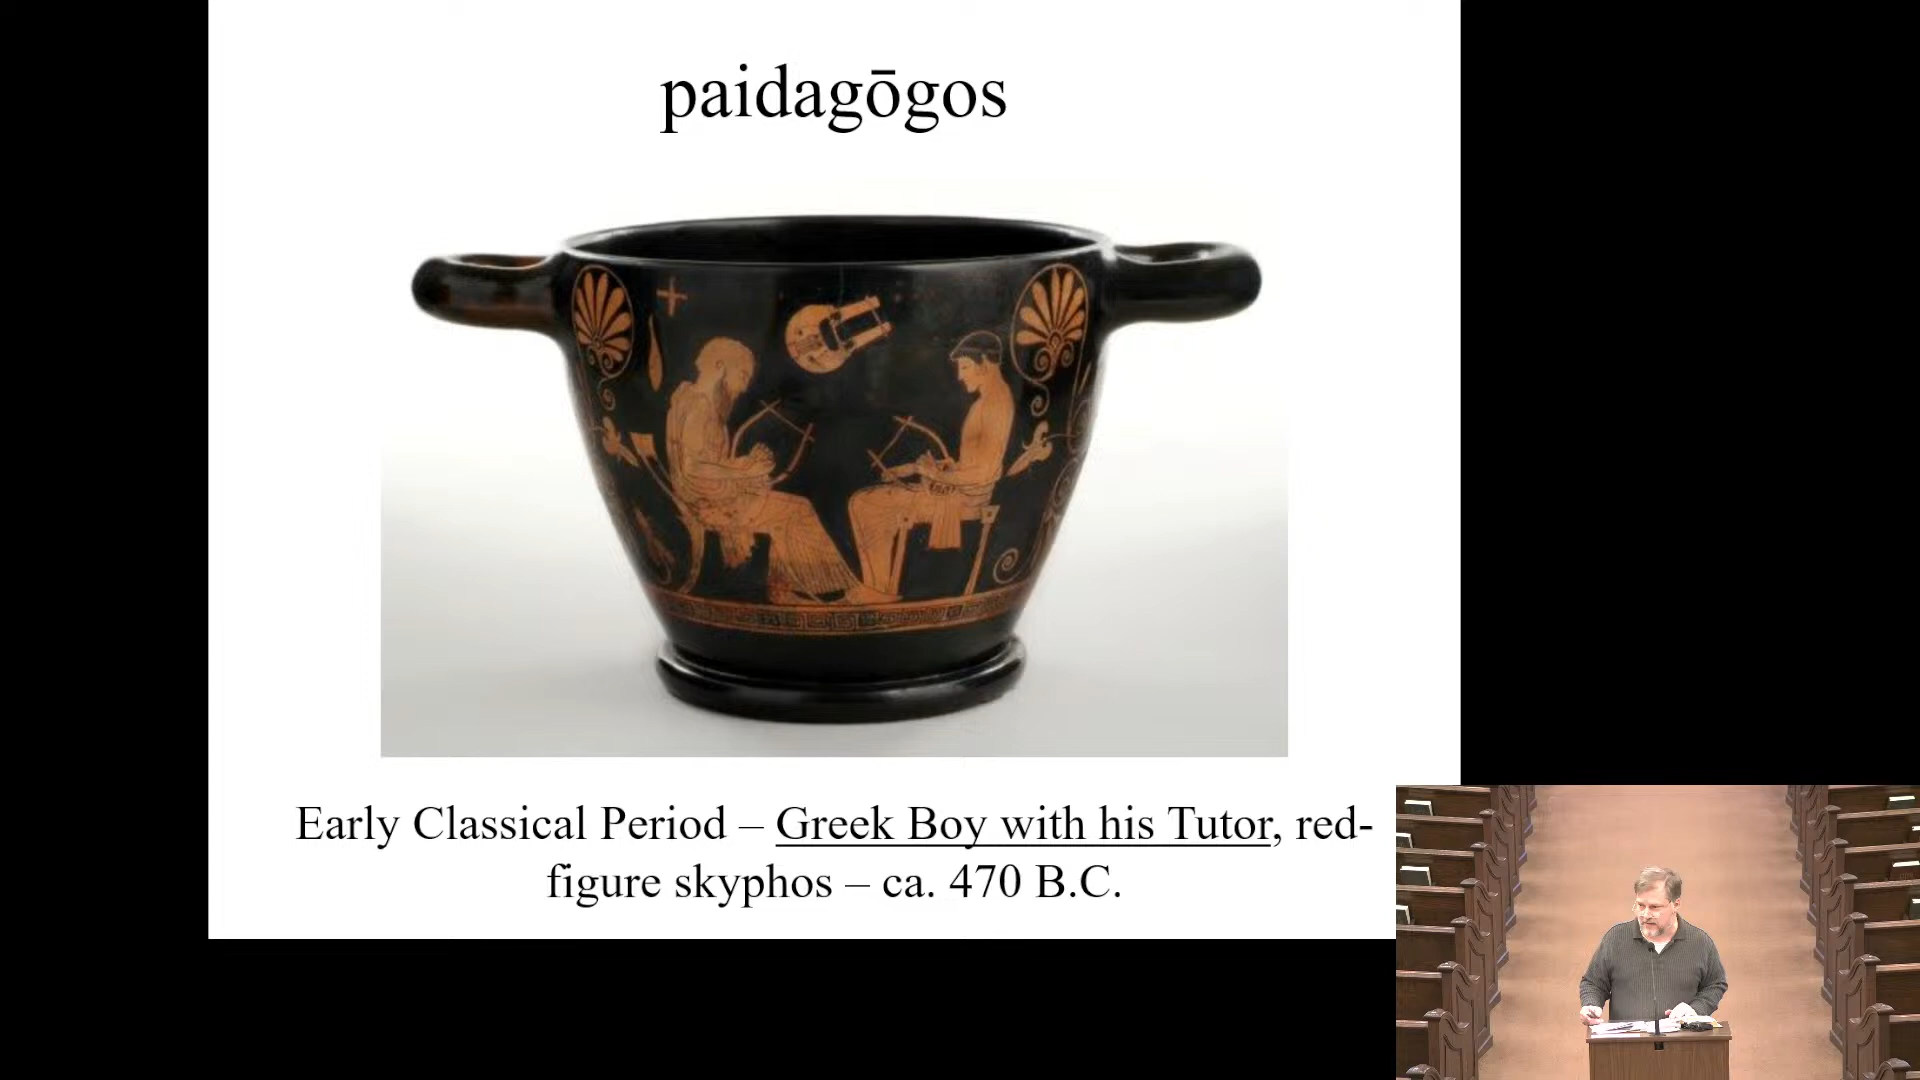 paidagōgos
Early Classical Period – Greek Boy with his Tutor, red-
figure skyphos – ca. 470 B.C.